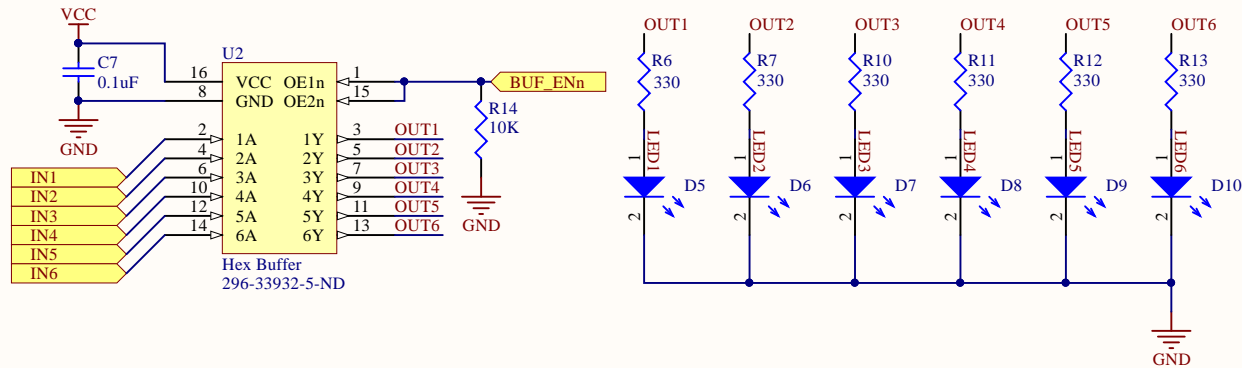 VCC
C7
0.1uF
GND
U2
16 VCC OE1n 1
8 GND OE2n 15
BUF_ENn
R14
10K
GND
2 1A 1Y 3 OUT1
4 2A 2Y 5 OUT2
6 3A 3Y 7 OUT3
10 4A 4Y 9 OUT4
12 5A 5Y 11 OUT5
14 6A 6Y 13 OUT6
IN1
IN2
IN3
IN4
IN5
IN6
Hex Buffer
296-33932-5-ND
OUT1 OUT2 OUT3 OUT4 OUT5 OUT6
R6 R7 R10 R11 R12 R13
330 330 330 330 330 330
LED1 LED2 LED3 LED4 LED5 LED6
1 1 1 1 1 1
D5 D6 D7 D8 D9 D10
2 2 2 2 2 2
GND